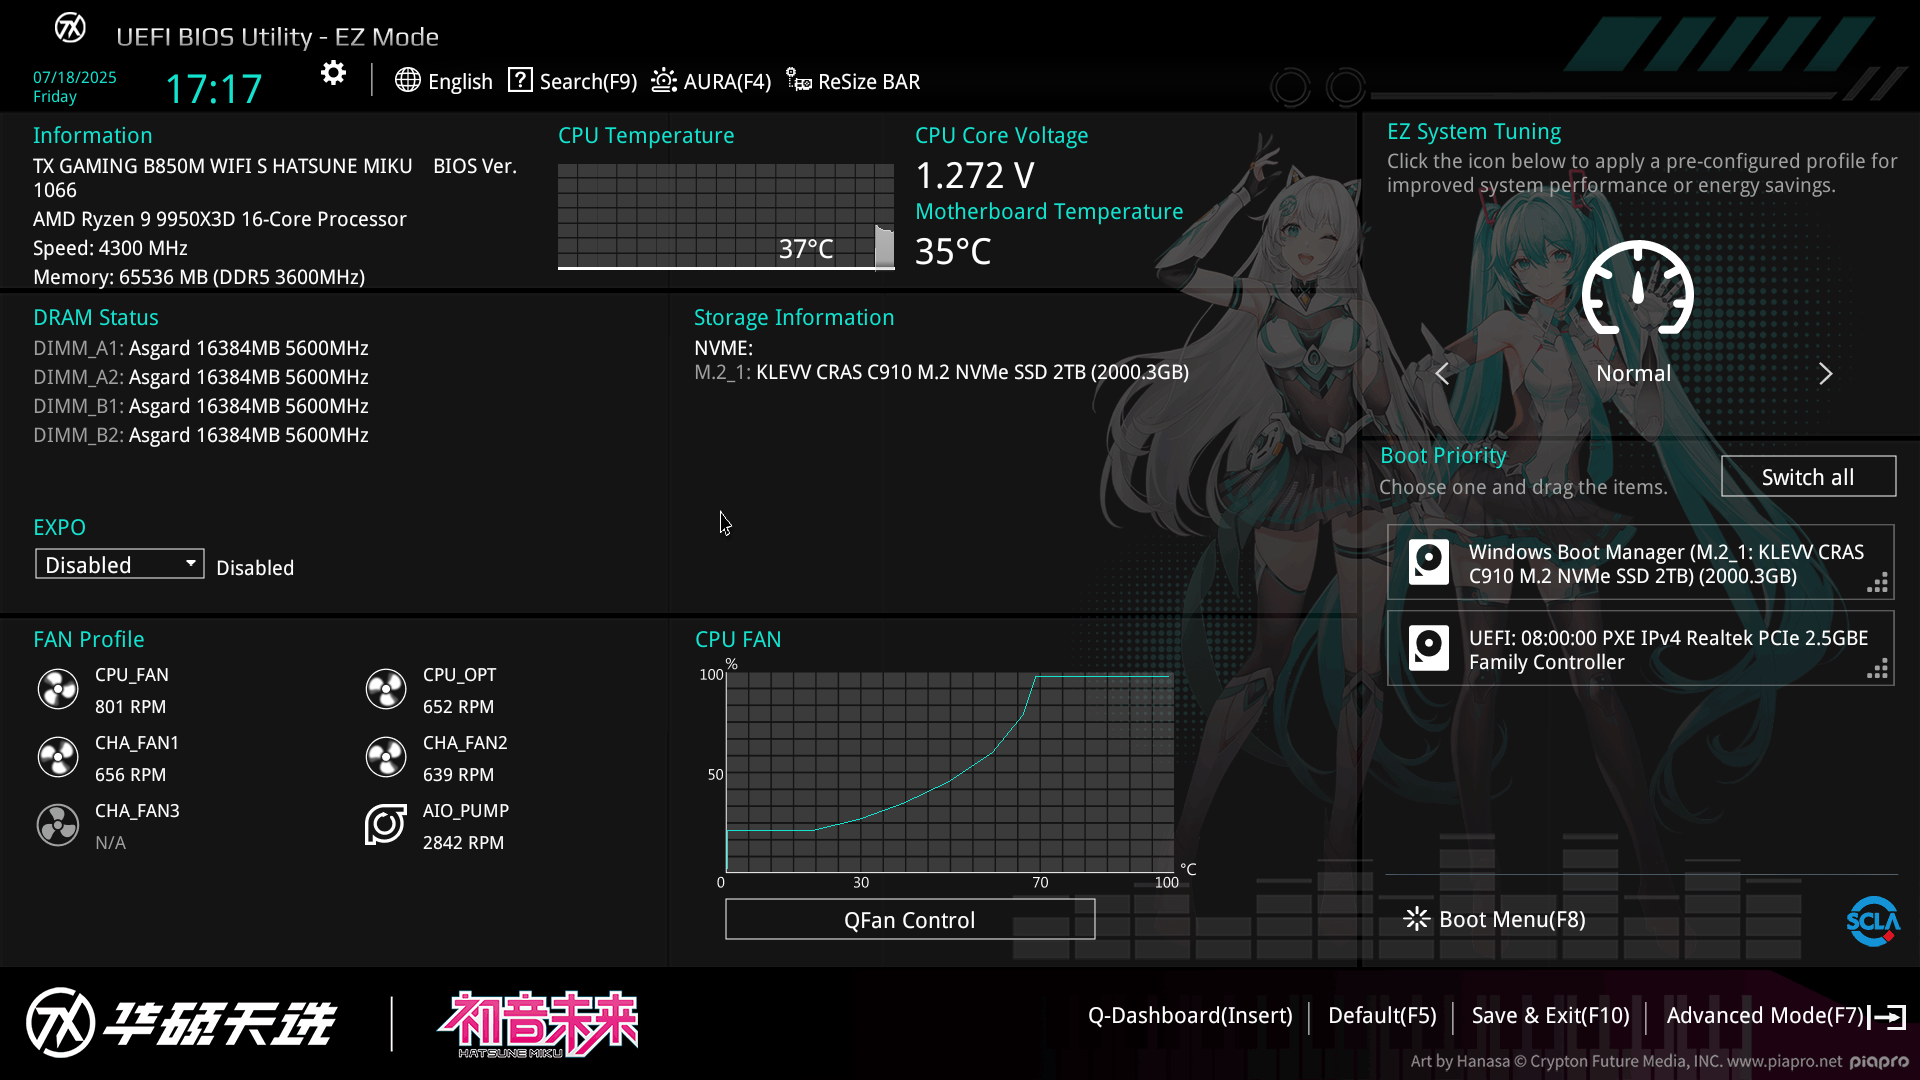 UEFI BIOS Utility - EZ Mode
07/18/2025
Friday
17:17
English
Search(F9)
AURA(F4)
ReSize BAR
Information
TX GAMING B850M WIFI S HATSUNE MIKU    BIOS Ver.
1066
AMD Ryzen 9 9950X3D 16-Core Processor
Speed: 4300 MHz
Memory: 65536 MB (DDR5 3600MHz)
CPU Temperature
37°C
CPU Core Voltage
1.272 V
Motherboard Temperature
35°C
EZ System Tuning
Click the icon below to apply a pre-configured profile for
improved system performance or energy savings.
Normal
DRAM Status
DIMM_A1: Asgard 16384MB 5600MHz
DIMM_A2: Asgard 16384MB 5600MHz
DIMM_B1: Asgard 16384MB 5600MHz
DIMM_B2: Asgard 16384MB 5600MHz
Storage Information
NVME:
M.2_1: KLEVV CRAS C910 M.2 NVMe SSD 2TB (2000.3GB)
EXPO
Disabled
Disabled
Boot Priority
Choose one and drag the items.
Switch all
Windows Boot Manager (M.2_1: KLEVV CRAS
C910 M.2 NVMe SSD 2TB) (2000.3GB)
UEFI: 08:00:00 PXE IPv4 Realtek PCIe 2.5GBE
Family Controller
FAN Profile
CPU_FAN
801 RPM
CPU_OPT
652 RPM
CHA_FAN1
656 RPM
CHA_FAN2
639 RPM
CHA_FAN3
N/A
AIO_PUMP
2842 RPM
CPU FAN
%
100
50
0
30
70
100
°C
QFan Control
Boot Menu(F8)
SCLA
TX 华硕天选
初音未来
HATSUNE MIKU
Q-Dashboard(Insert)
Default(F5)
Save & Exit(F10)
Advanced Mode(F7)
Art by Hanasa © Crypton Future Media, INC. www.piapro.net piapro